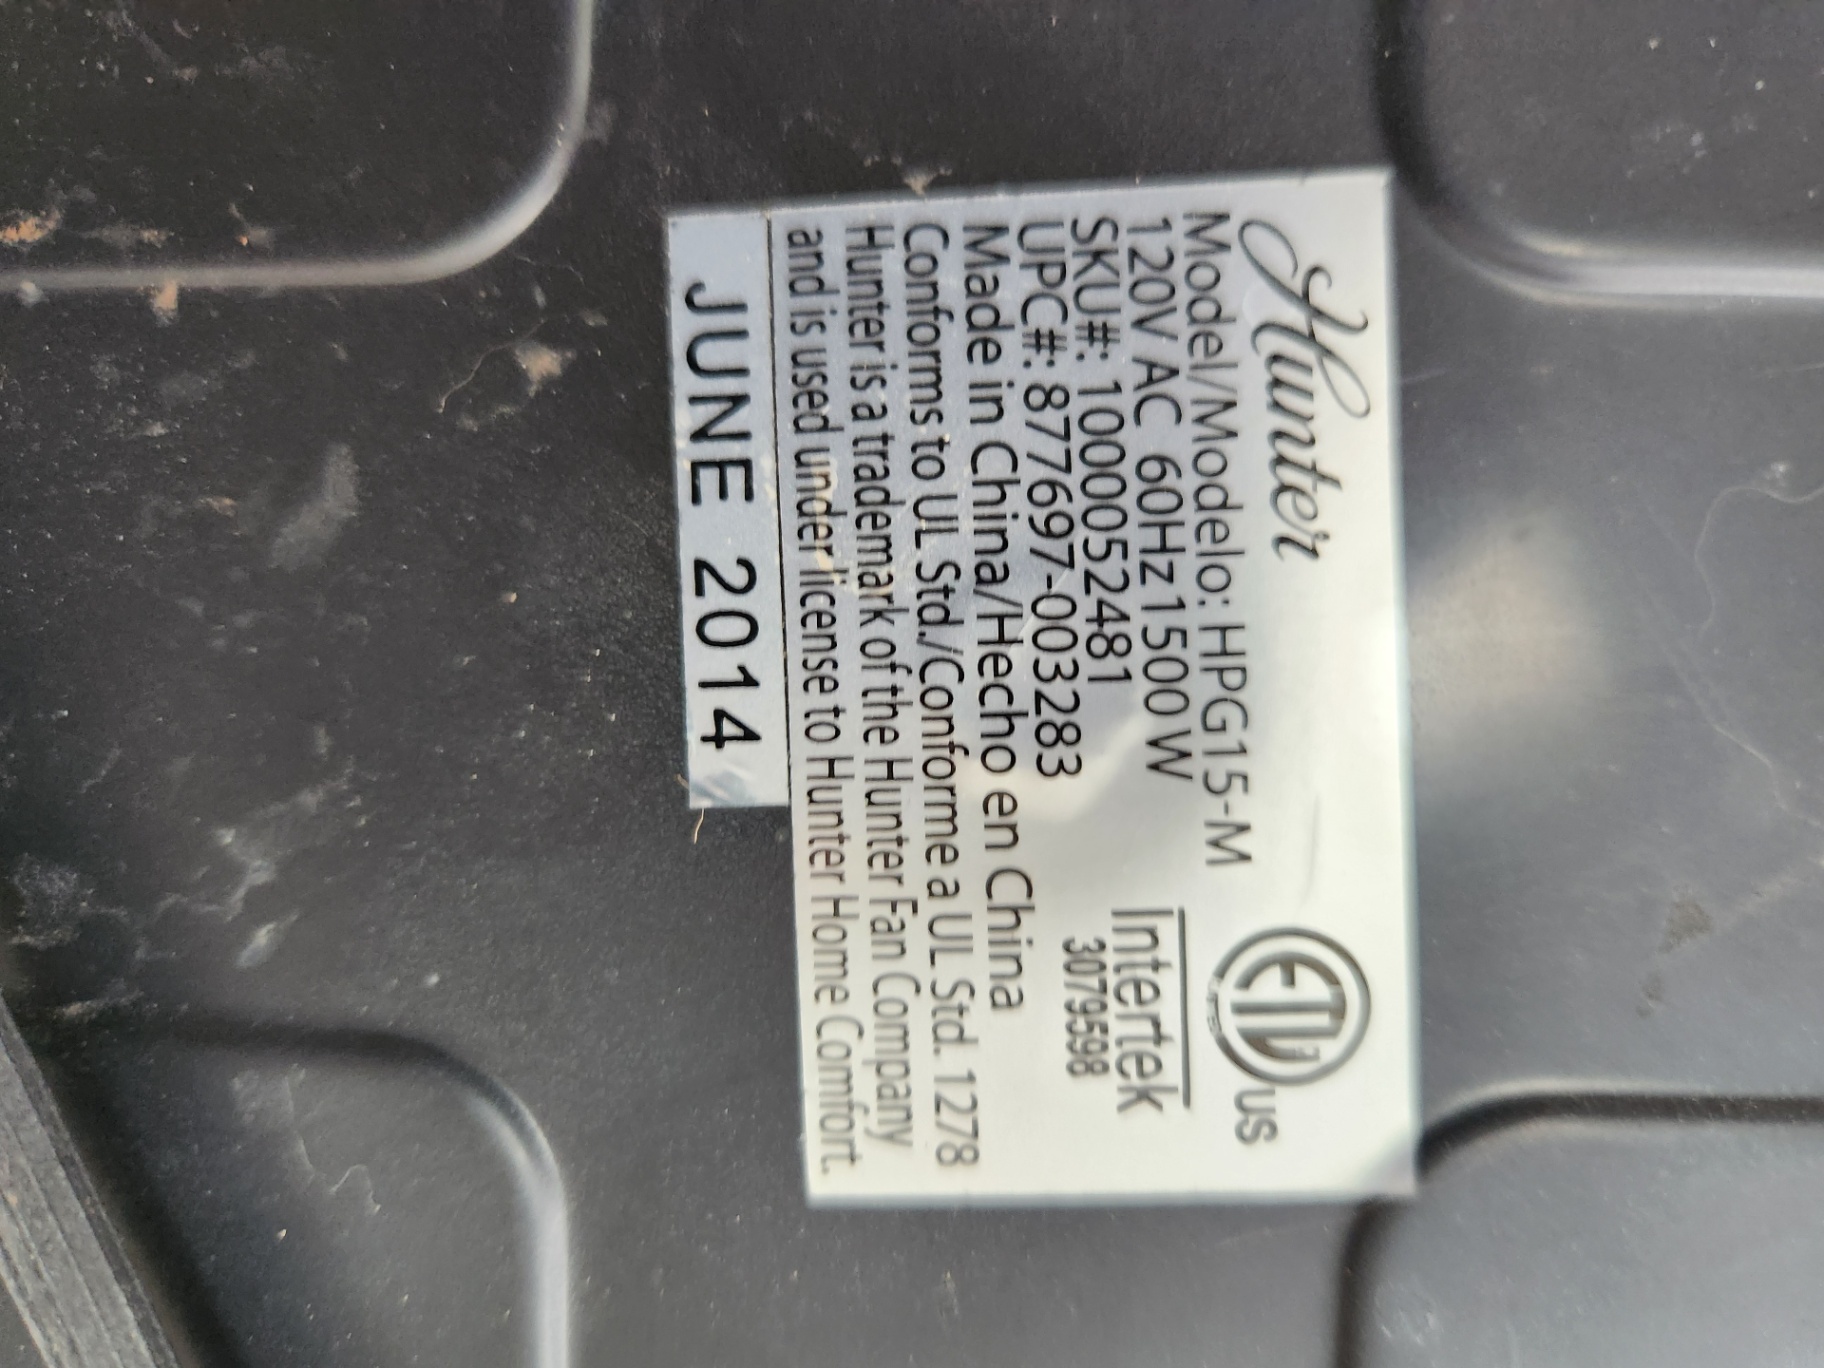 Hunter
Model/Modelo: HPG15-M
120V AC 60Hz 1500W
SKU#: 1000052481
UPC#: 877697-003283
Made in China/Hecho en China
Conforms to UL Std./Conforme a UL Std. 1278
Hunter is a trademark of the Hunter Fan Company
and is used under license to Hunter Home Comfort.
ETL
US
Intertek
3079598
JUNE 2014